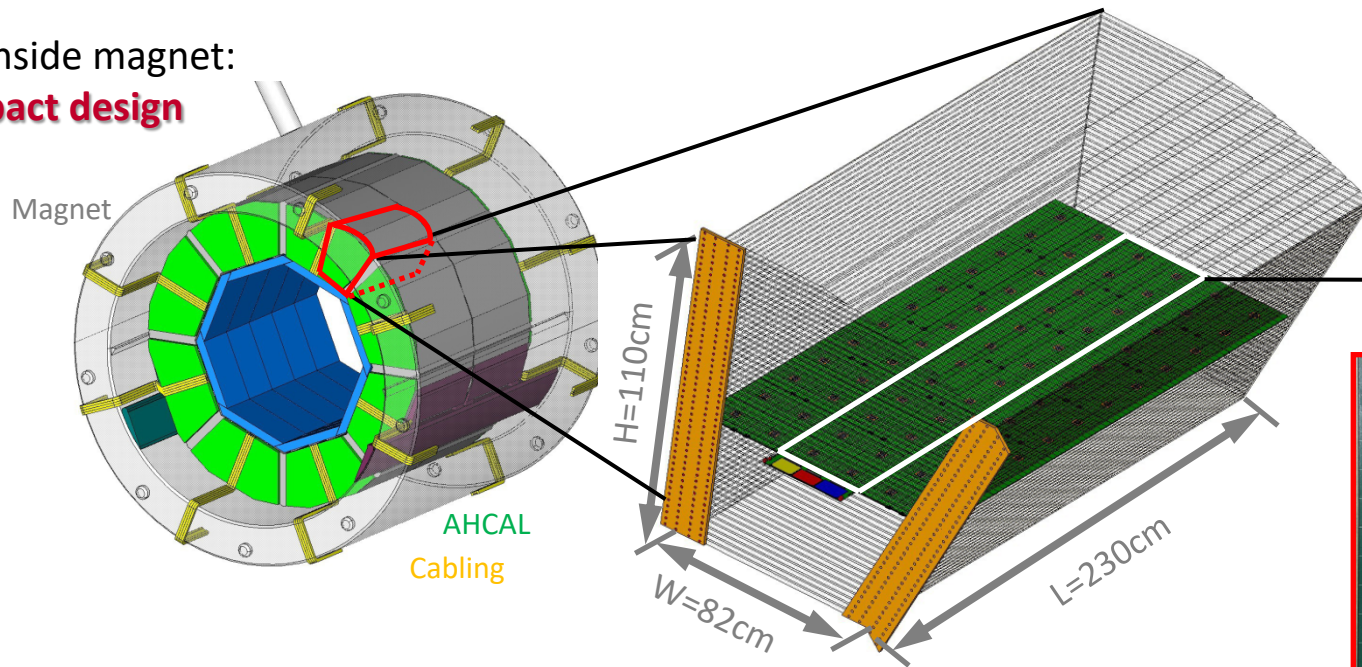 nside magnet:
pact design
Magnet
AHCAL
Cabling
H=110cm
W=82cm
L=230cm